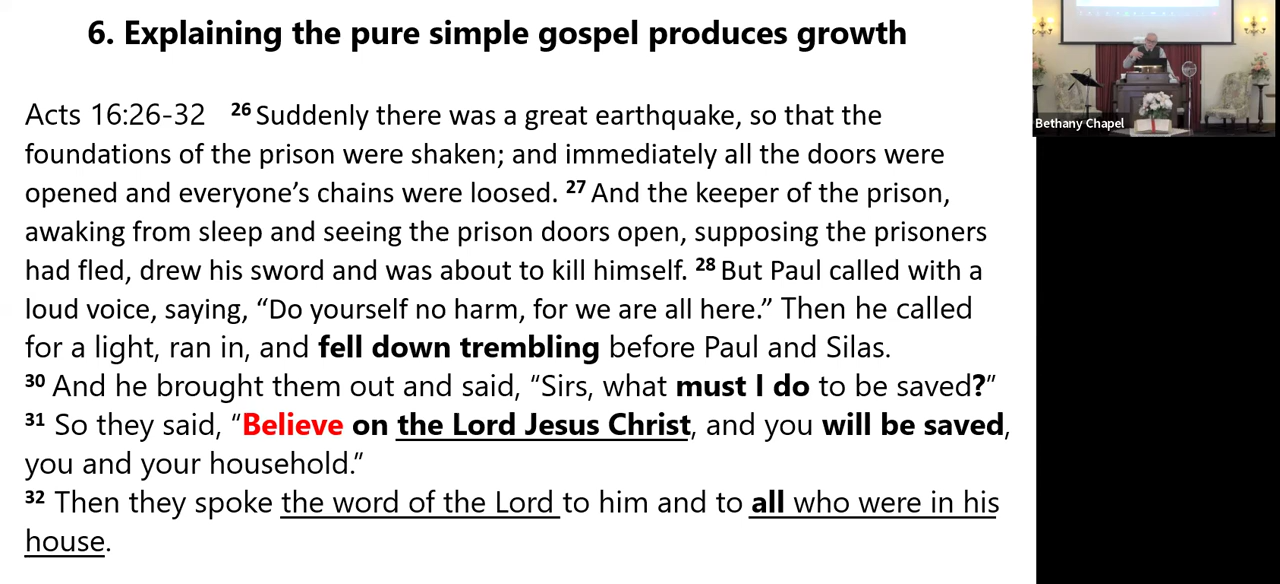 6. Explaining the pure simple gospel produces growth
Acts 16:26-32 26 Suddenly there was a great earthquake, so that the
foundations of the prison were shaken; and immediately all the doors were
opened and everyone’s chains were loosed. 27 And the keeper of the prison,
awaking from sleep and seeing the prison doors open, supposing the prisoners
had fled, drew his sword and was about to kill himself. 28 But Paul called with a
loud voice, saying, “Do yourself no harm, for we are all here.” Then he called
for a light, ran in, and fell down trembling before Paul and Silas.
30 And he brought them out and said, “Sirs, what must I do to be saved?”
31 So they said, “Believe on the Lord Jesus Christ, and you will be saved,
you and your household.”
32 Then they spoke the word of the Lord to him and to all who were in his
house.
Bethany Chapel